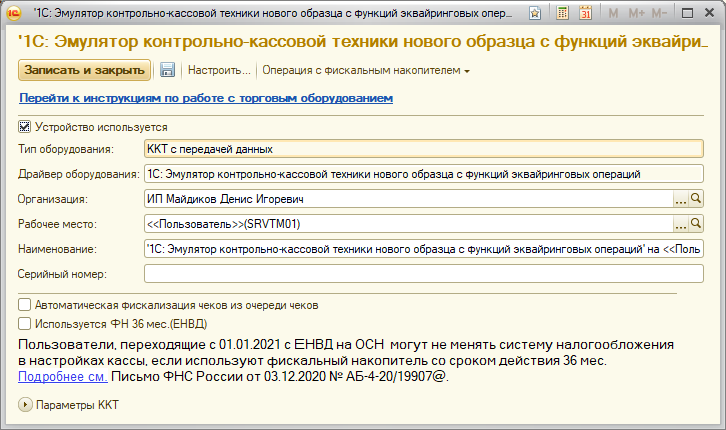 '1С: Эмулятор контрольно-кассовой техники нового образца с функций эквайринговых опер...
31 M M+ M-
'1С: Эмулятор контрольно-кассовой техники нового образца с функций эквайри...
Записать и закрыть Настроить... Операция с фискальным накопителем
Перейти к инструкциям по работе с торговым оборудованием
Устройство используется
Тип оборудования: ККТ с передачей данных
Драйвер оборудования: 1С: Эмулятор контрольно-кассовой техники нового образца с функций эквайринговых операций
Организация: ИП Майдиков Денис Игоревич ...
Рабочее место: <<Пользователь>>(SRVTM01) ...
Наименование: '1С: Эмулятор контрольно-кассовой техники нового образца с функций эквайринговых операций' на <<Поль
Серийный номер:
Автоматическая фискализация чеков из очереди чеков
Используется ФН 36 мес.(ЕНВД)
Пользователи, переходящие с 01.01.2021 с ЕНВД на ОСН могут не менять систему налогообложения
в настройках кассы, если используют фискальный накопитель со сроком действия 36 мес.
Подробнее см. Письмо ФНС России от 03.12.2020 № АБ-4-20/19907@.
Параметры ККТ